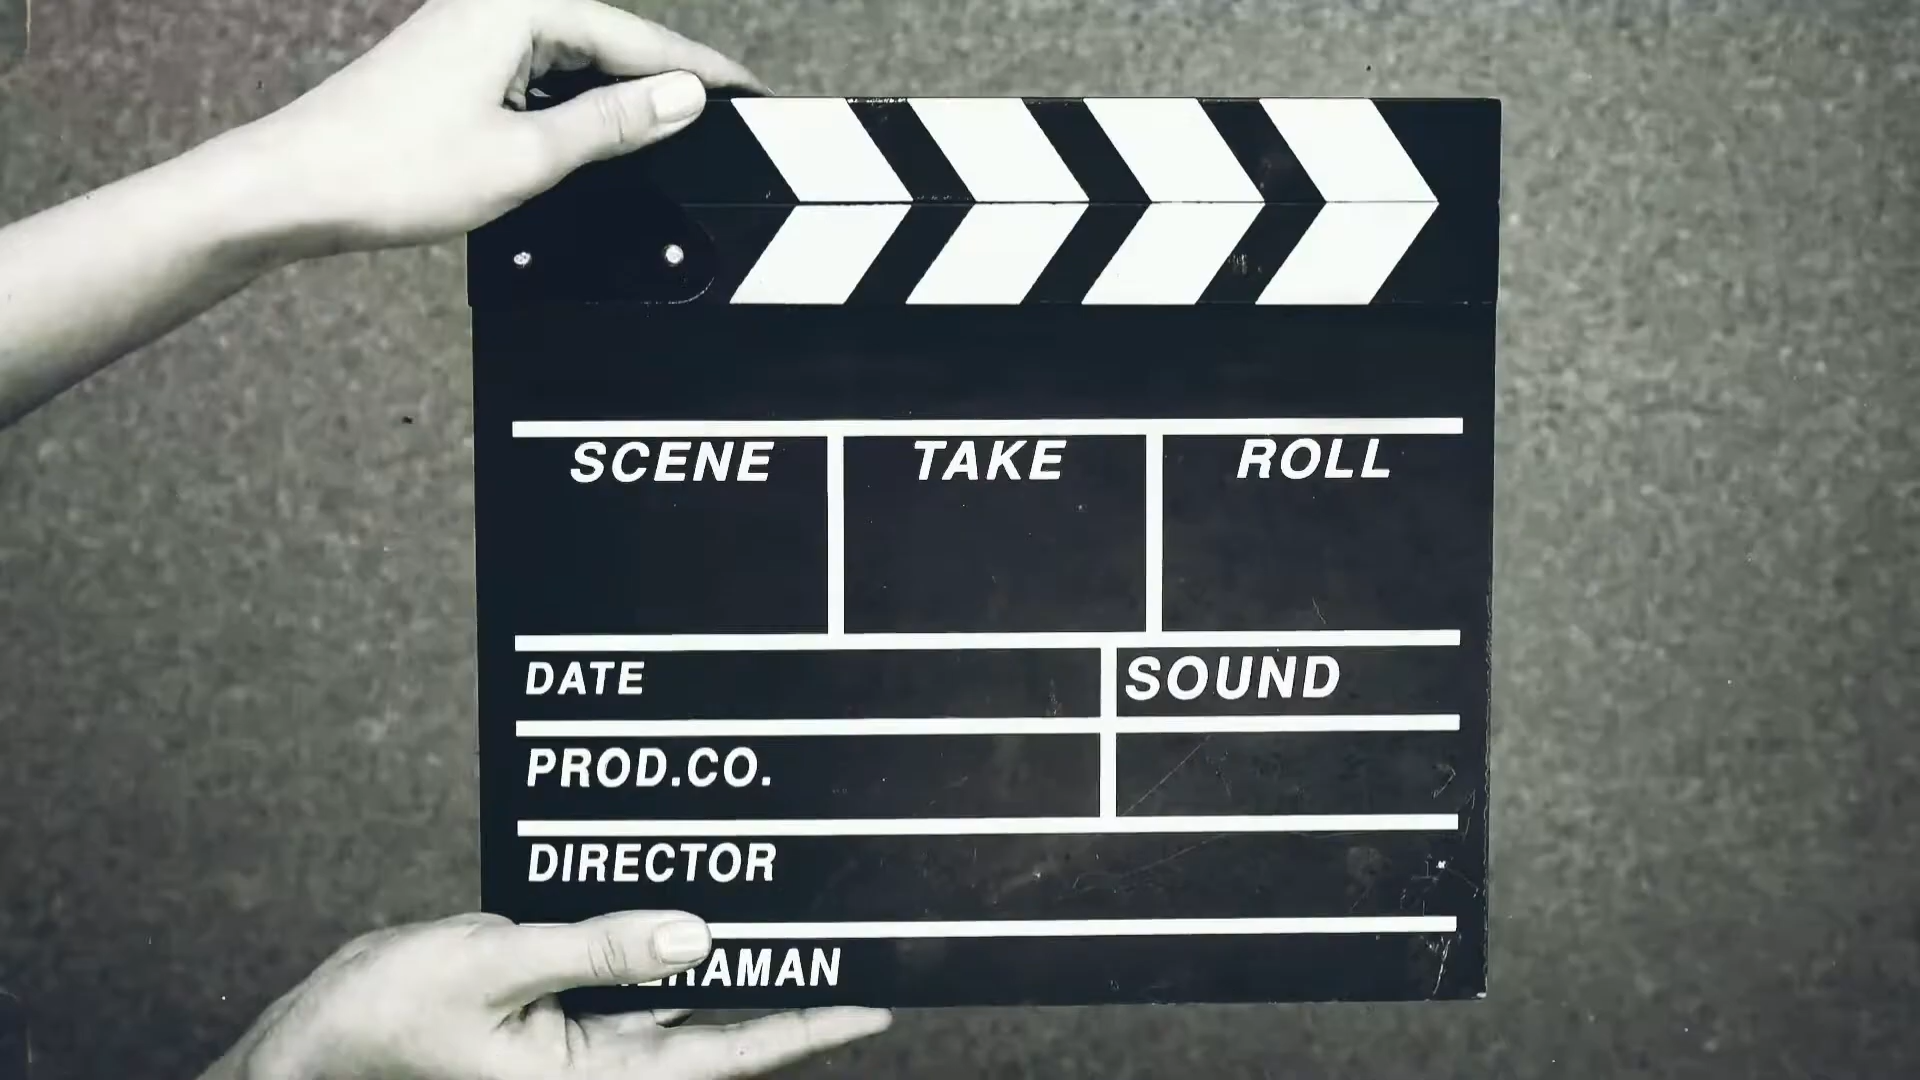 SCENE TAKE ROLL
DATE SOUND
PROD.CO.
DIRECTOR